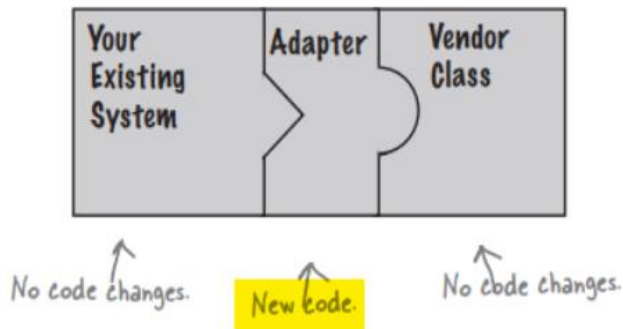 Your
Existing
System
Adapter
Vendor
Class
No code changes.
New code.
No code changes.